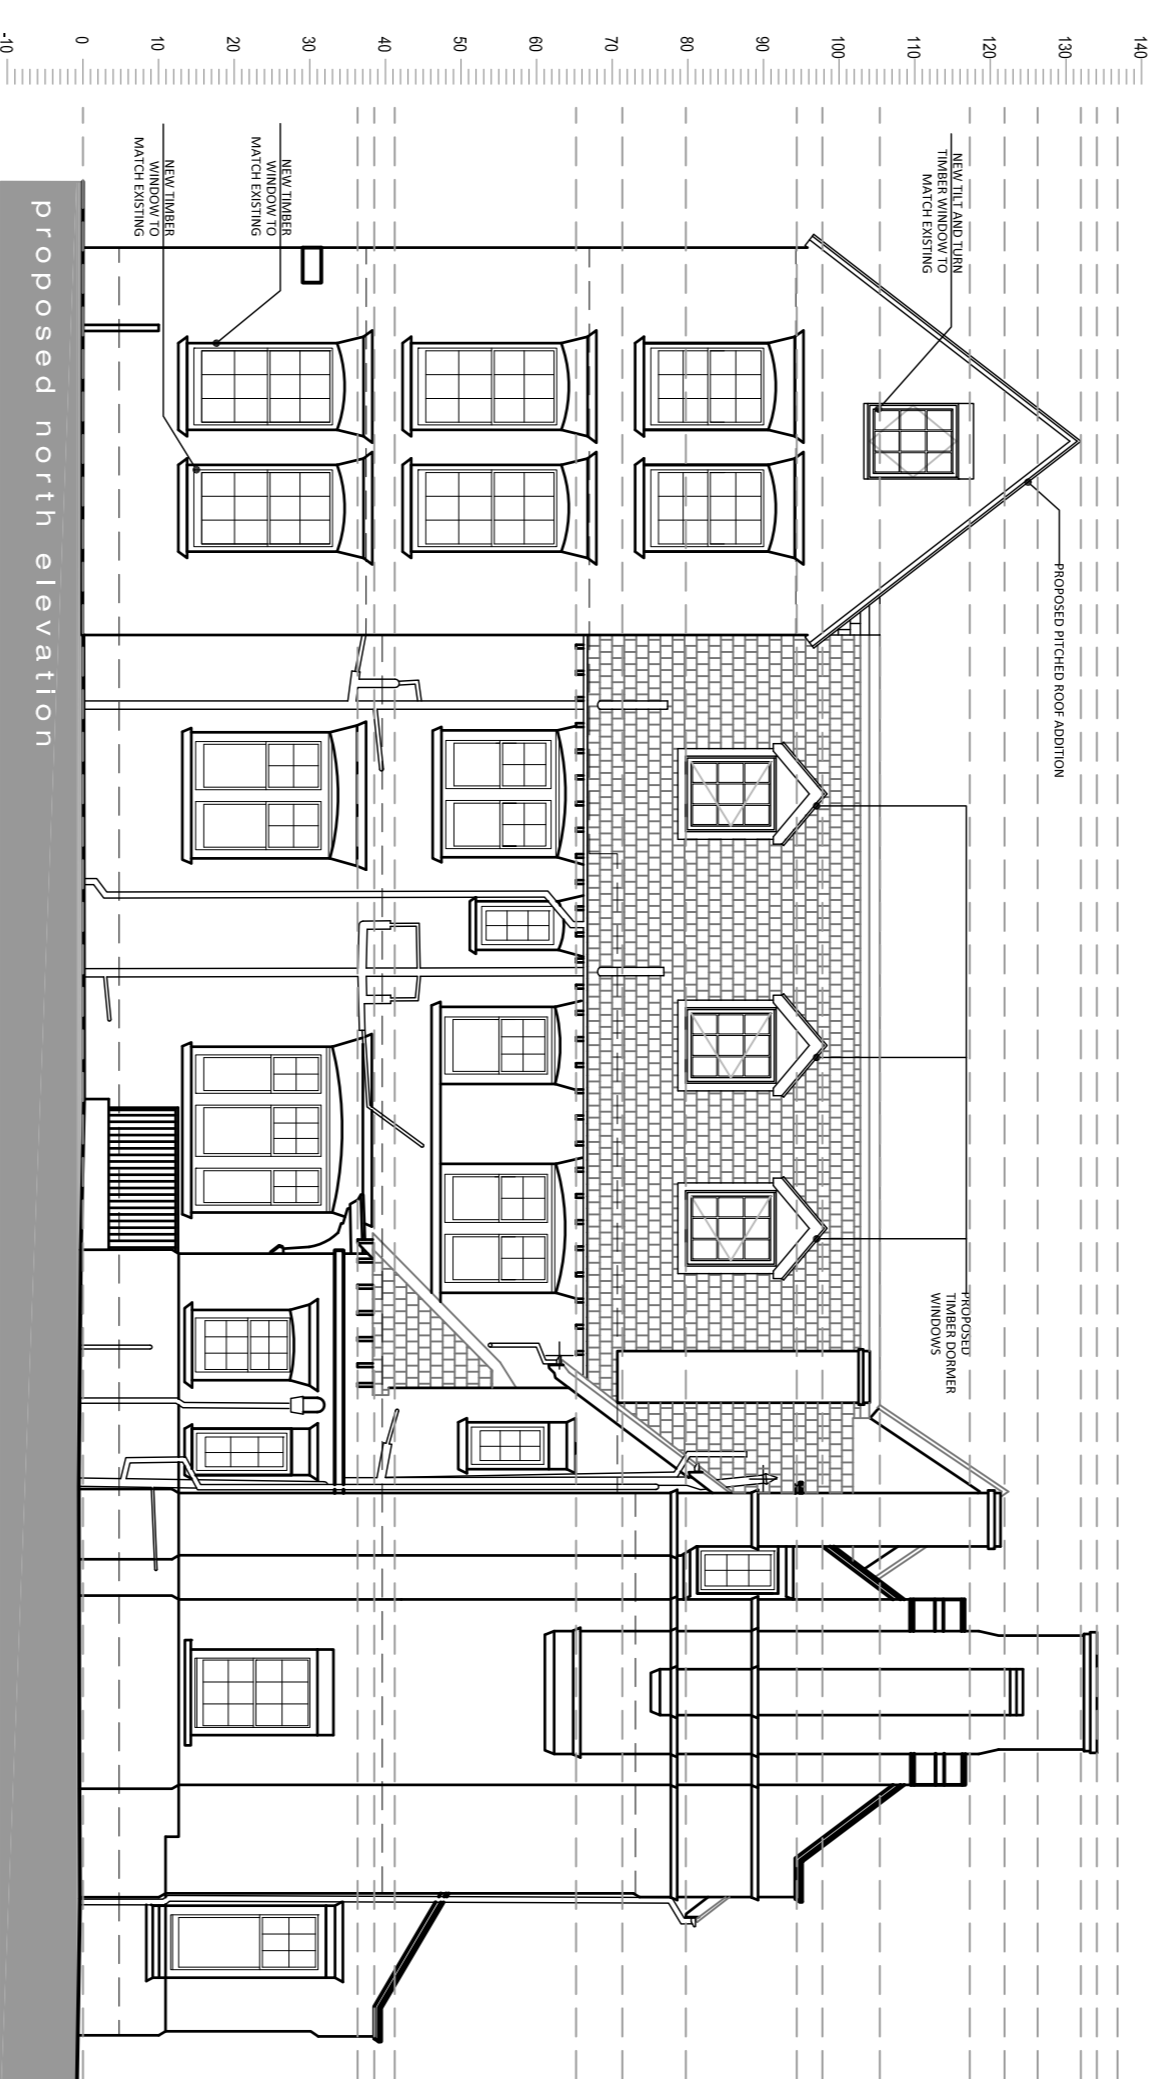 140
130
120
110
100
90
80
70
60
50
40
30
20
10
0
-10
NEW TILT AND TURN
TIMBER WINDOW TO
MATCH EXISTING
PROPOSED PITCHED ROOF ADDITION
PROPOSED
TIMBER DORMER
WINDOWS
NEW TIMBER
WINDOW TO
MATCH EXISTING
NEW TIMBER
WINDOW TO
MATCH EXISTING
proposed north elevation